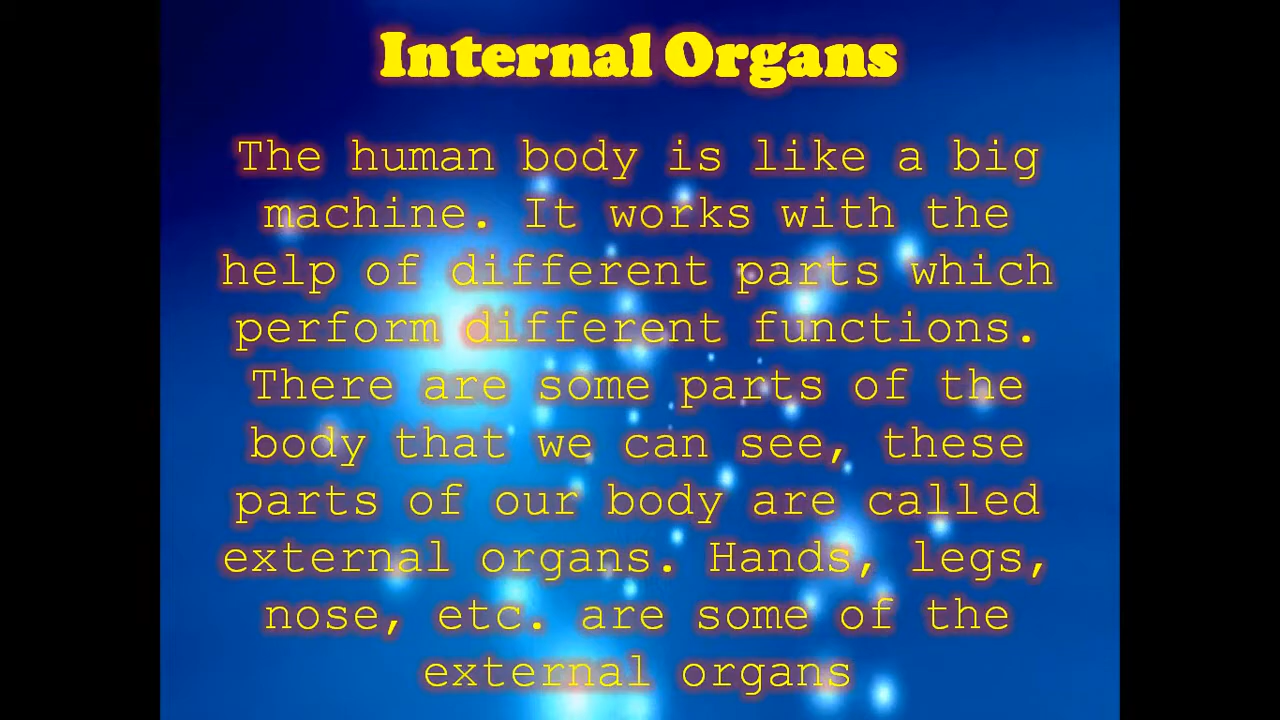 Internal Organs
The human body is like a big
machine. It works with the
help of different parts which
perform different functions.
There are some parts of the
body that we can see, these
parts of our body are called
external organs. Hands, legs,
nose, etc. are some of the
external organs